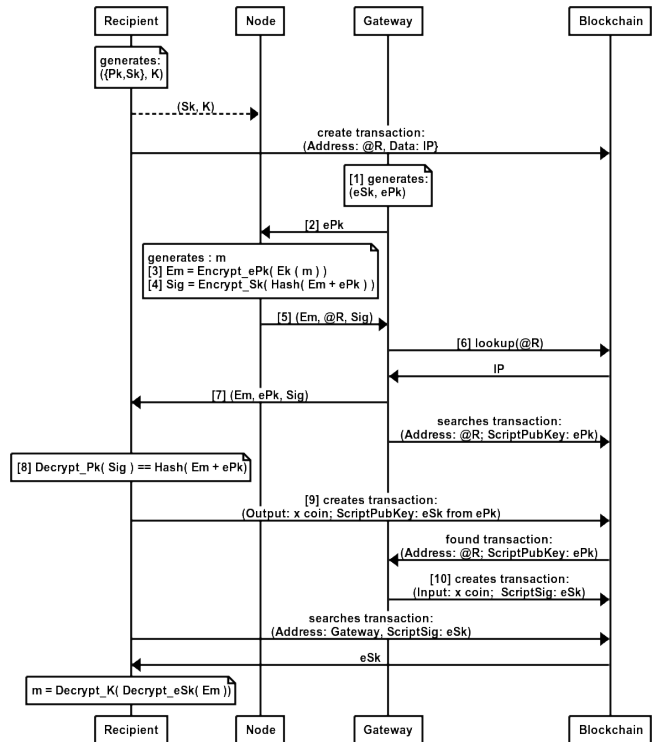 Recipient
Node
Gateway
Blockchain
generates:
({Pk,Sk}, K)
(Sk, K)
create transaction:
(Address: @R, Data: IP}
[1] generates:
(eSk, ePk)
[2] ePk
generates : m
[3] Em = Encrypt_ePk( Ek ( m ) )
[4] Sig = Encrypt_Sk( Hash( Em + ePk ) )
[5] (Em, @R, Sig)
[6] lookup(@R)
IP
[7] (Em, ePk, Sig)
searches transaction:
(Address: @R; ScriptPubKey: ePk)
[8] Decrypt_Pk( Sig ) == Hash( Em + ePk)
[9] creates transaction:
(Output: x coin; ScriptPubKey: eSk from ePk)
found transaction:
(Address: @R; ScriptPubKey: ePk)
[10] creates transaction:
(Input: x coin; ScriptSig: eSk)
searches transaction:
(Address: Gateway, ScriptSig: eSk)
eSk
m = Decrypt_K( Decrypt_eSk( Em ))
Recipient
Node
Gateway
Blockchain